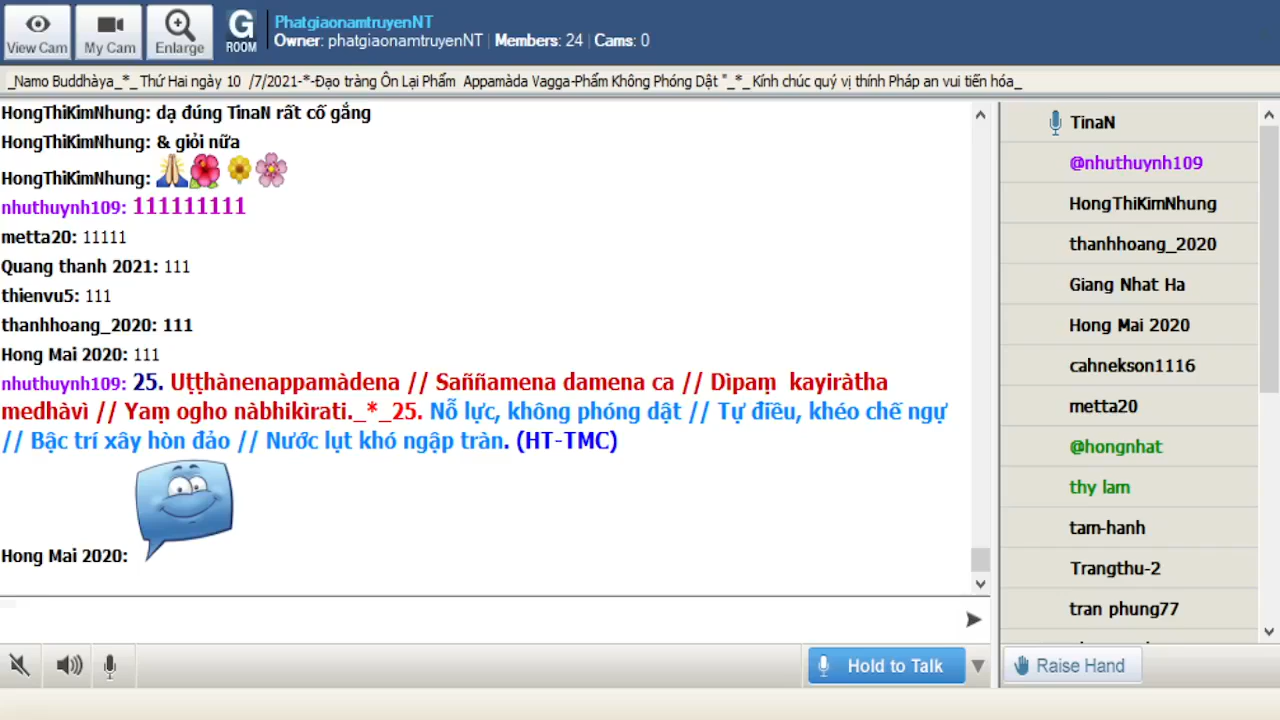 View Cam
My Cam
Enlarge
G
ROOM
PhatgiaonamtruyenNT
Owner: phatgiaonamtruyenNT | Members: 24 | Cams: 0
_Namo Buddhàya_*_ Thứ Hai ngày 10 /7/2021-*-Đạo tràng Ôn Lại Phẩm Appamàda Vagga-Phẩm Không Phóng Dật "_*_ Kính chúc quý vị thính Pháp an vui tiến hóa_
HongThiKimNhung: dạ đúng TinaN rất cố gắng
HongThiKimNhung: & giỏi nữa
HongThiKimNhung:
nhuthuynh109: 111111111
metta20: 11111
Quang thanh 2021: 111
thienvu5: 111
thanhhoang_2020: 111
Hong Mai 2020: 111
nhuthuynh109: 25. Uṭṭhànenappamàdena // Saññamena damena ca // Dìpaṃ kayiràtha
medhàvì // Yaṃ ogho nàbhikìrati._*_25. Nỗ lực, không phóng dật // Tự điều, khéo chế ngự
// Bậc trí xây hòn đảo // Nước lụt khó ngập tràn. (HT-TMC)
Hong Mai 2020:
TinaN
@nhuthuynh109
HongThiKimNhung
thanhhoang_2020
Giang Nhat Ha
Hong Mai 2020
cahnekson1116
metta20
@hongnhat
thy lam
tam-hanh
Trangthu-2
tran phung77
Hold to Talk
Raise Hand